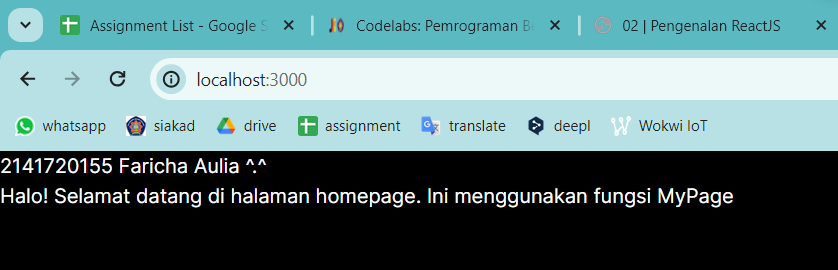 Assignment List - Google S
Codelabs: Pemrograman Be
02 | Pengenalan ReactJS
localhost:3000
whatsapp siakad drive assignment translate deepl Wokwi IoT
2141720155 Faricha Aulia ^.^
Halo! Selamat datang di halaman homepage. Ini menggunakan fungsi MyPage